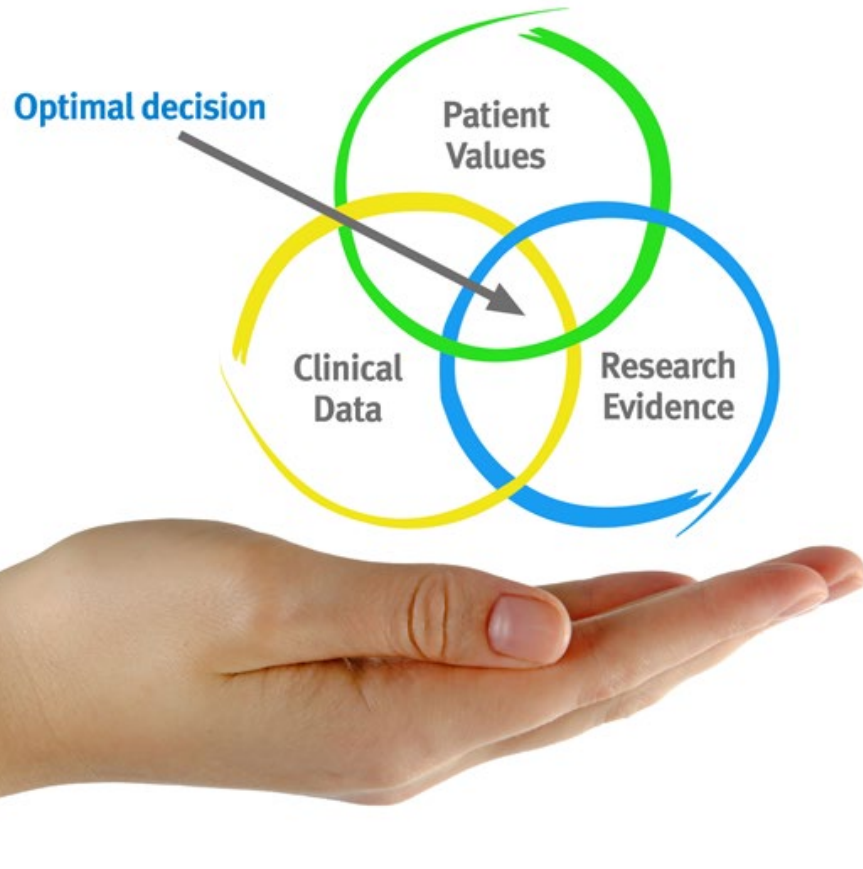 Optimal decision
Patient
Values
Clinical
Data
Research
Evidence